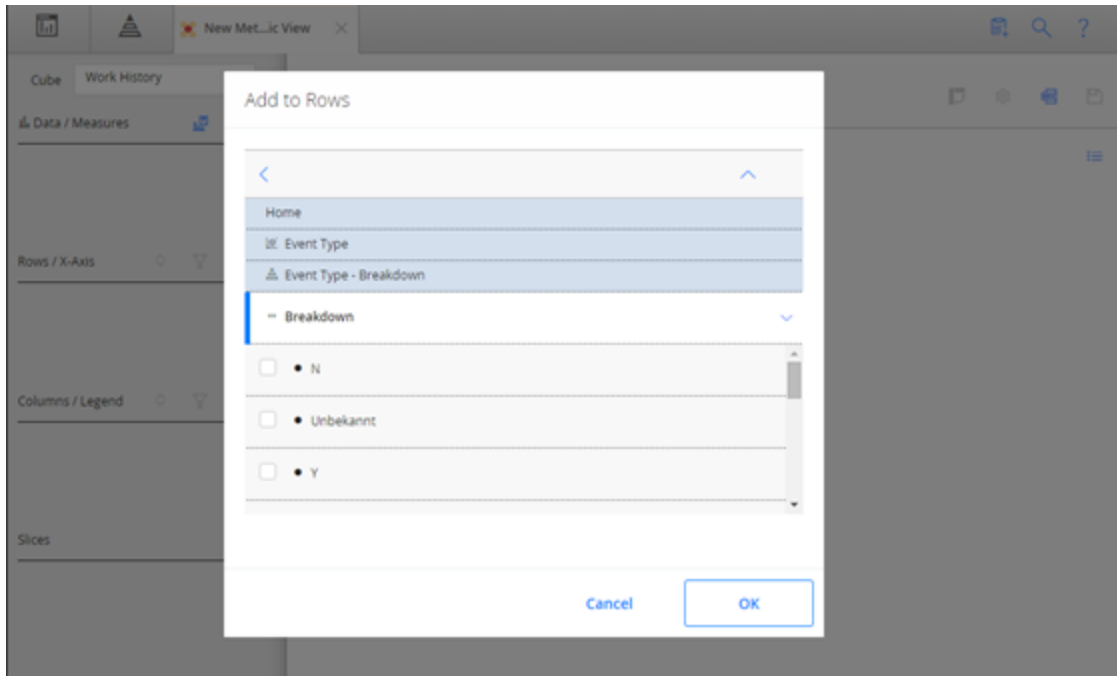 New Met...ic View
Cube
Work History
Data / Measures
Rows / X-Axis
Columns / Legend
Slices
Add to Rows
Home
Event Type
Event Type - Breakdown
Breakdown
N
Unbekannt
Y
Cancel
OK